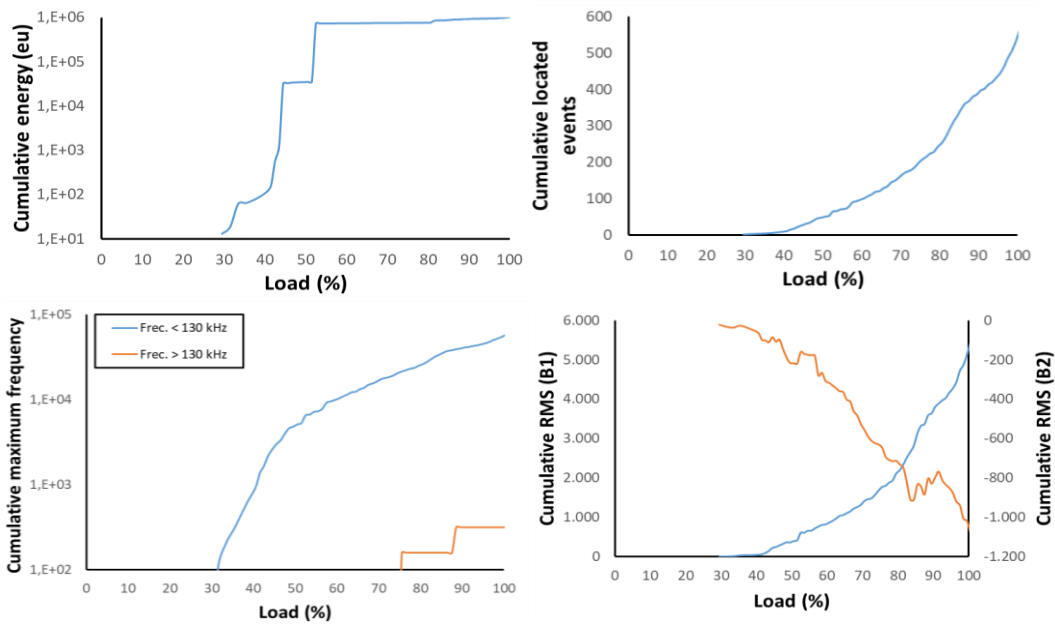 Cumulative energy (eu)
1,E+06
1,E+05
1,E+04
1,E+03
1,E+02
1,E+01
0 10 20 30 40 50 60 70 80 90 100
Load (%)
Cumulative located
events
600
500
400
300
200
100
0
0 10 20 30 40 50 60 70 80 90 100
Load (%)
Cumulative maximum frequency
1,E+05
1,E+04
1,E+03
1,E+02
Frec. < 130 kHz
Frec. > 130 kHz
0 10 20 30 40 50 60 70 80 90 100
Load (%)
Cumulative RMS (B1)
6.000
5.000
4.000
3.000
2.000
1.000
0
0
-200
-400
-600
-800
-1.000
-1.200
Cumulative RMS (B2)
0 10 20 30 40 50 60 70 80 90 100
Load (%)